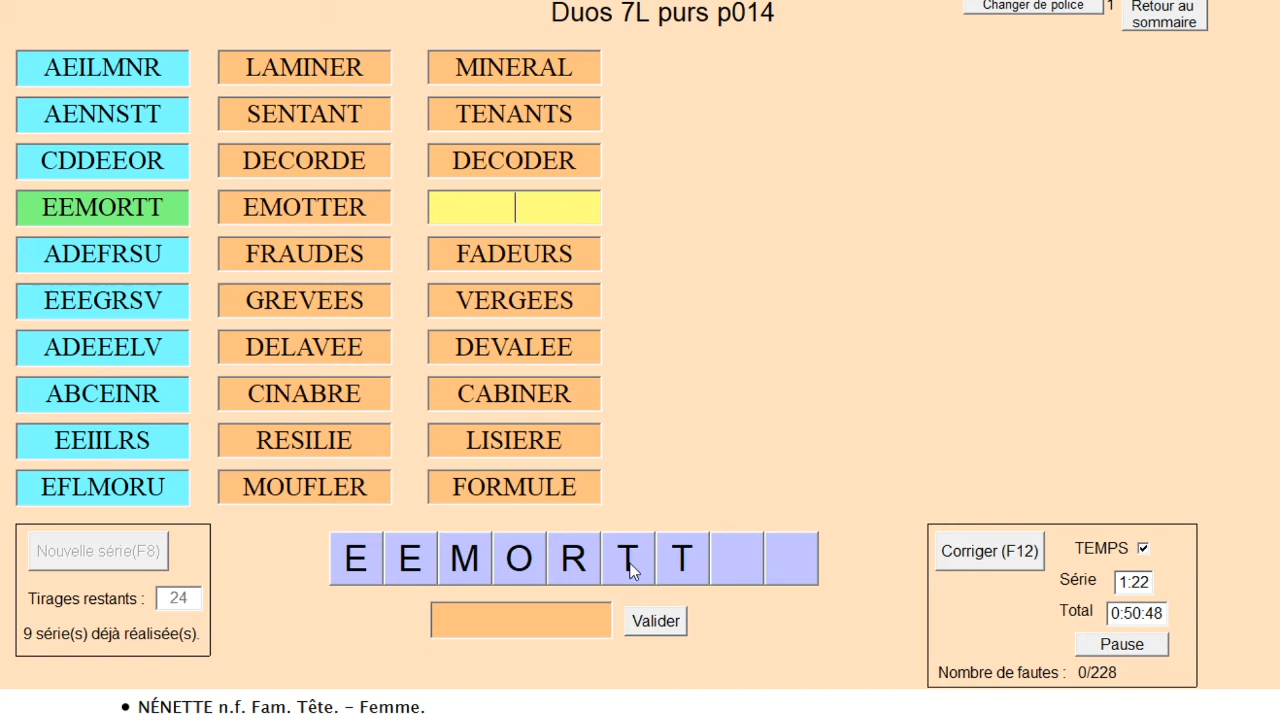 Duos 7L purs p014
Changer de police 1
Retour au
sommaire
AEILMNR LAMINER MINERAL
AENNSTT SENTANT TENANTS
CDDEEOR DECORDE DECODER
EEMORTT EMOTTER
ADEFRSU FRAUDES FADEURS
EEEGRSV GREVEES VERGEES
ADEEELV DELAVEE DEVALEE
ABCEINR CINABRE CABINER
EEIILRS RESILIE LISIERE
EFLMORU MOUFLER FORMULE
Nouvelle série(F8)
Tirages restants : 24
9 série(s) déjà réalisée(s).
E E M O R T T
Valider
Corriger (F12) TEMPS
Série 1:22
Total 0:50:48
Pause
Nombre de fautes : 0/228
• NÉNETTE n.f. Fam. Tête. – Femme.